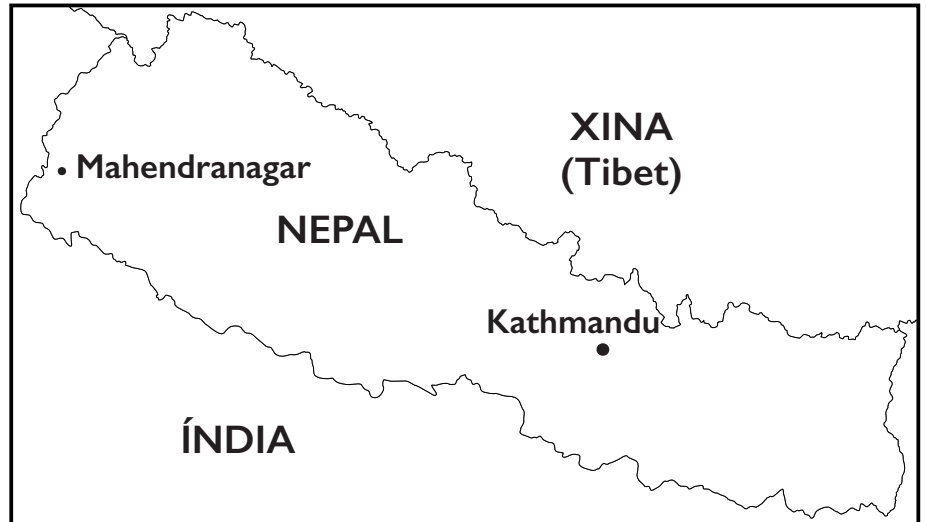 XINA
(Tibet)
Mahendranagar
NEPAL
Kathmandu
ÍNDIA